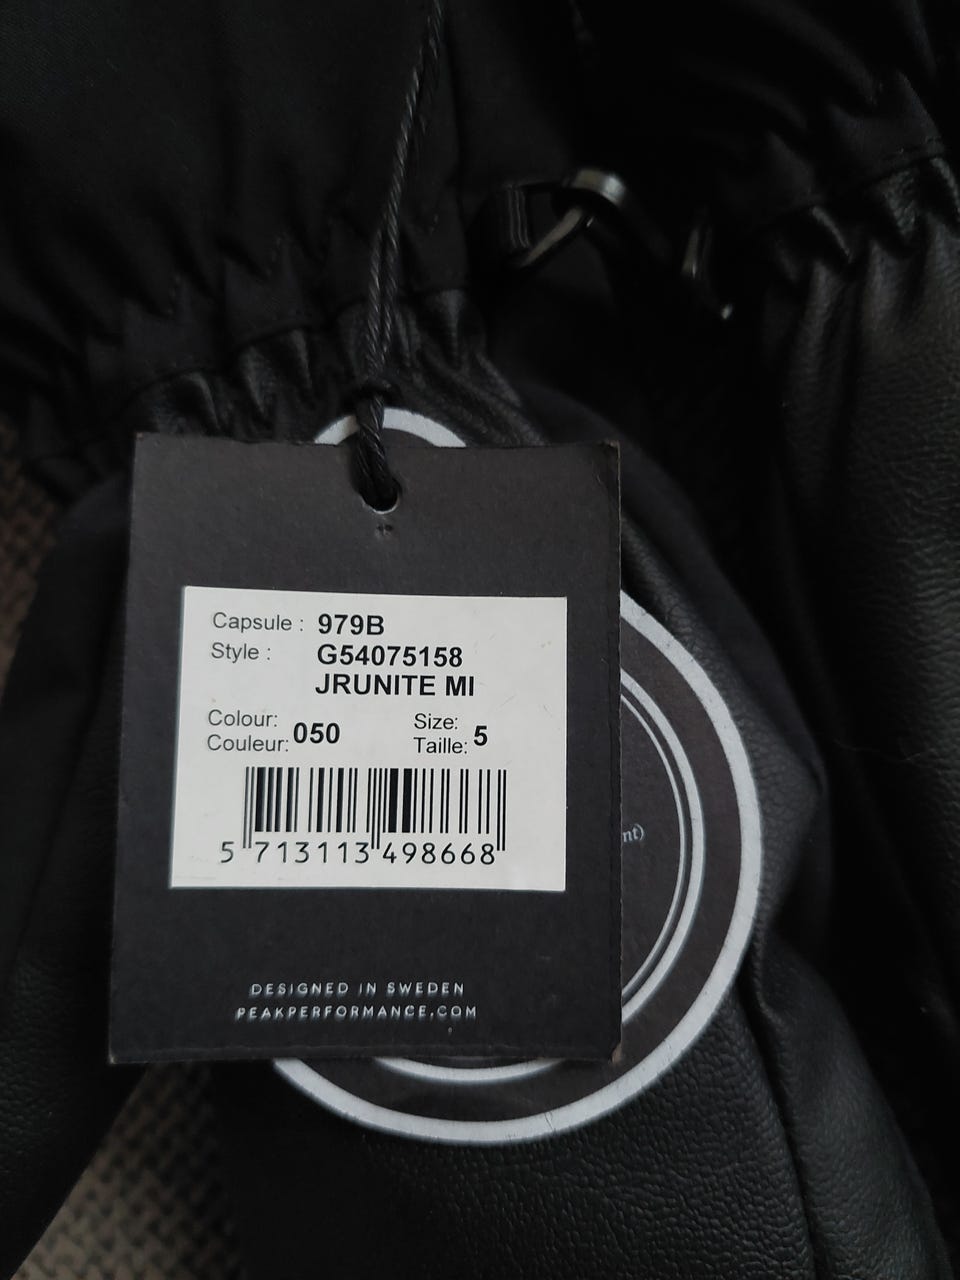 Capsule : 979B
Style : G54075158
JRUNITE MI
Colour:
Couleur: 050
Size:
Taille: 5
5 713113 498668
DESIGNED IN SWEDEN
PEAKPERFORMANCE.COM
nt)